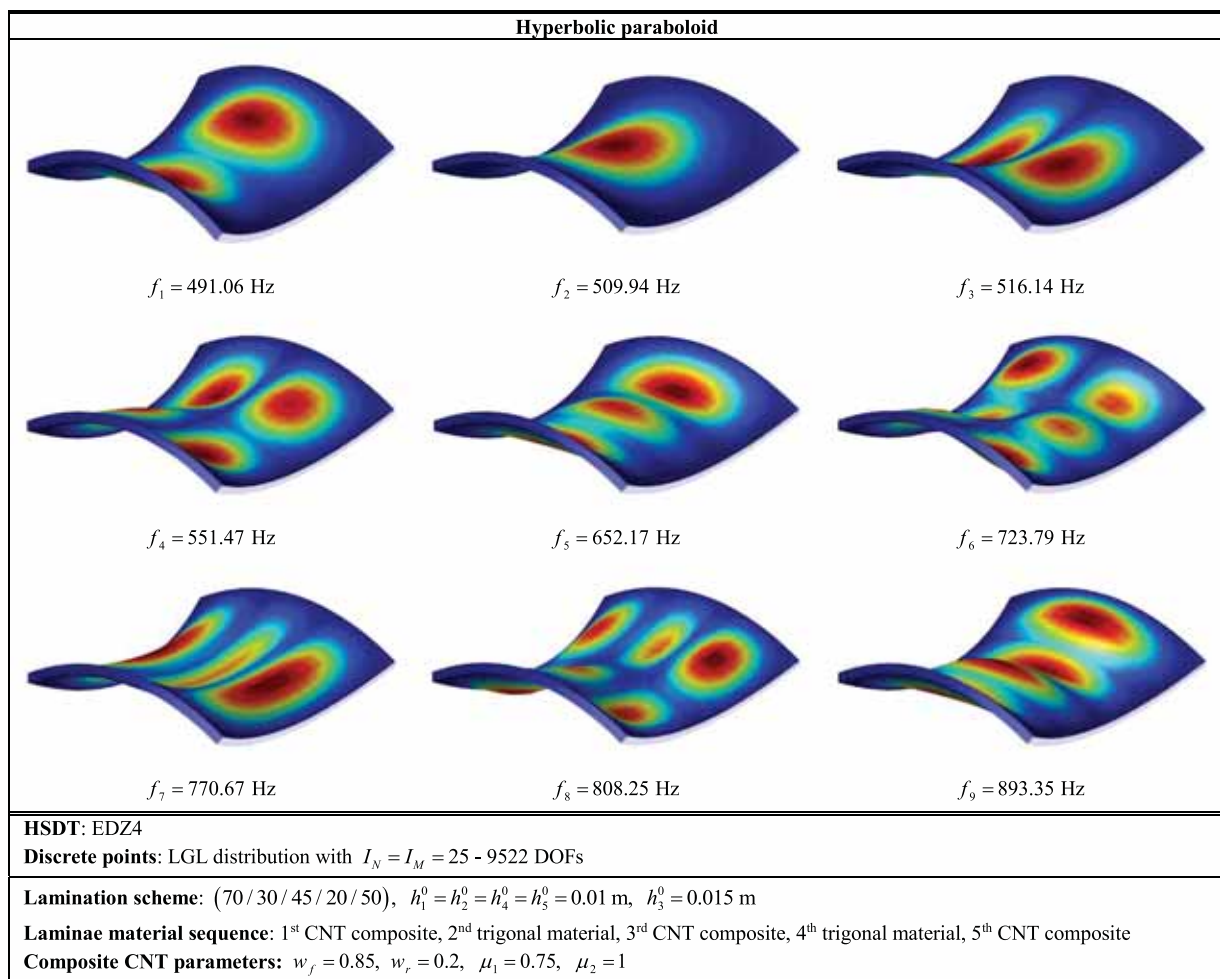 Hyperbolic paraboloid
f₁ = 491.06 Hz f₂ = 509.94 Hz f₃ = 516.14 Hz
f₄ = 551.47 Hz f₅ = 652.17 Hz f₆ = 723.79 Hz
f₇ = 770.67 Hz f₈ = 808.25 Hz f₉ = 893.35 Hz
HSDT: EDZ4
Discrete points: LGL distribution with I_N = I_M = 25 - 9522 DOFs
Lamination scheme: (70 / 30 / 45 / 20 / 50), h₁⁰ = h₂⁰ = h₄⁰ = h₅⁰ = 0.01 m, h₃⁰ = 0.015 m
Laminae material sequence: 1st CNT composite, 2nd trigonal material, 3rd CNT composite, 4th trigonal material, 5th CNT composite
Composite CNT parameters: w_f = 0.85, w_r = 0.2, μ₁ = 0.75, μ₂ = 1